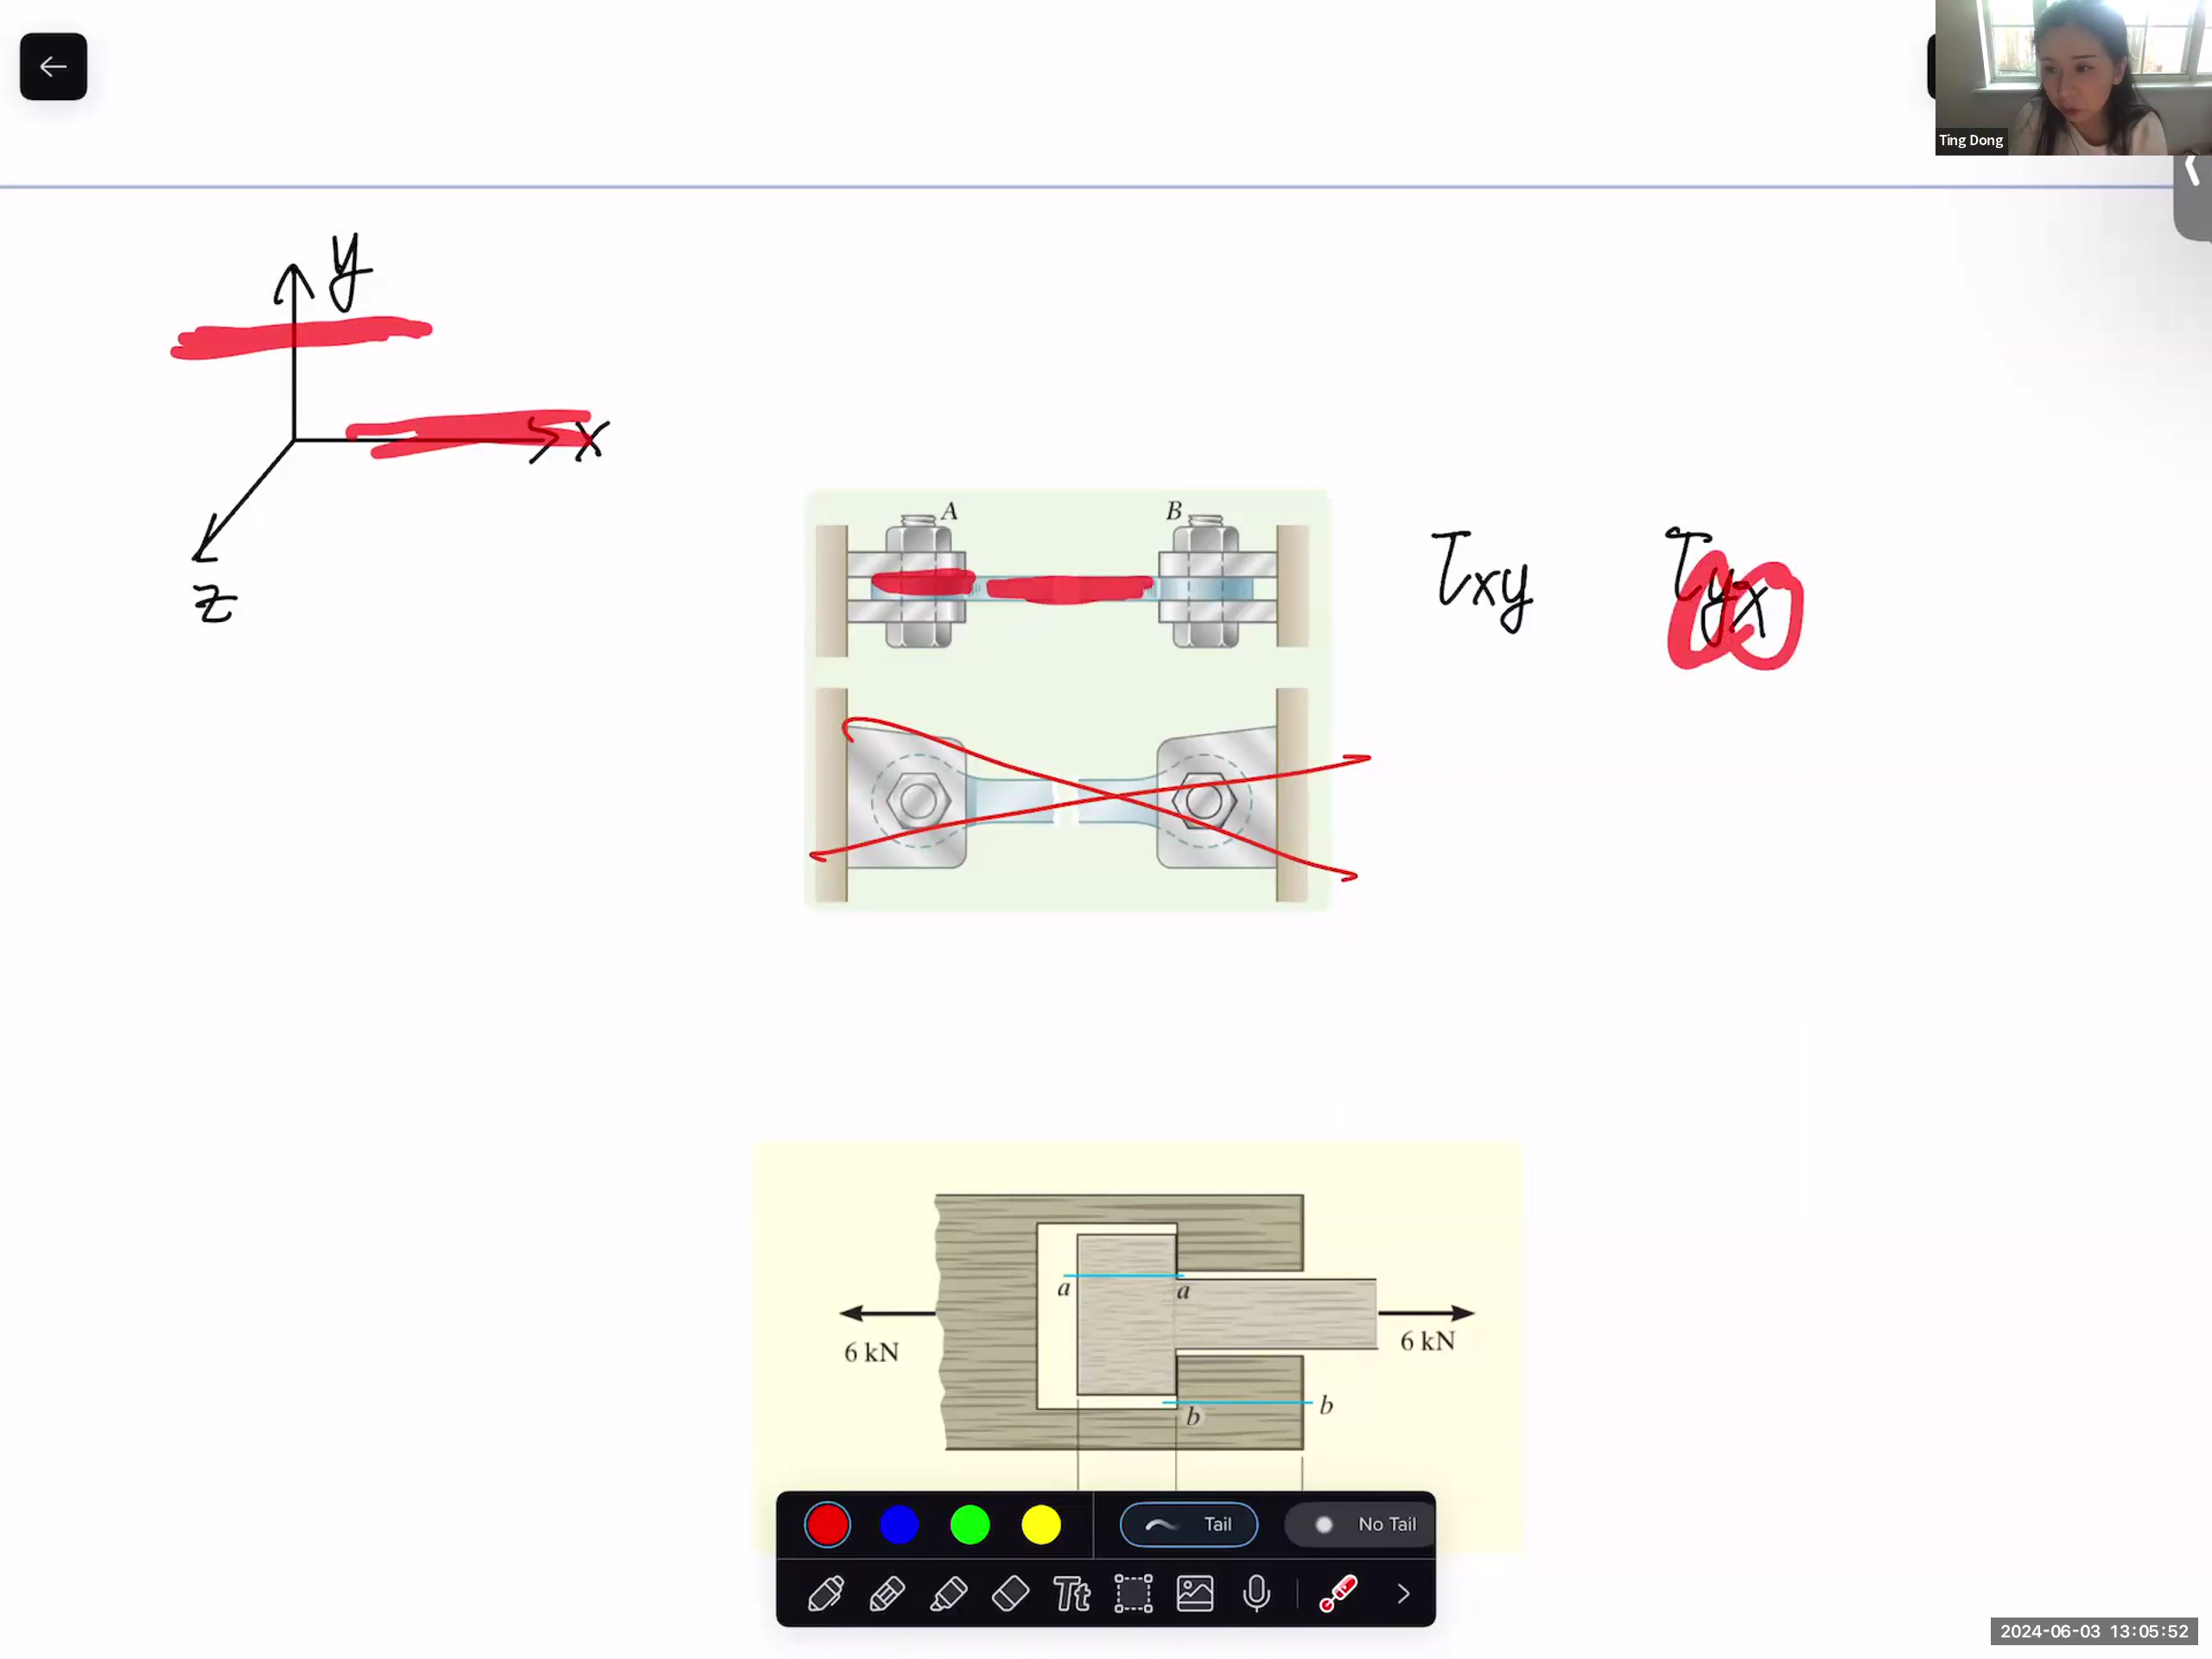 Ting Dong
y
x
z
A B
τxy τyx
a a
6 kN 6 kN
b b
Tail No Tail
Tt
2024-06-03 13:05:52